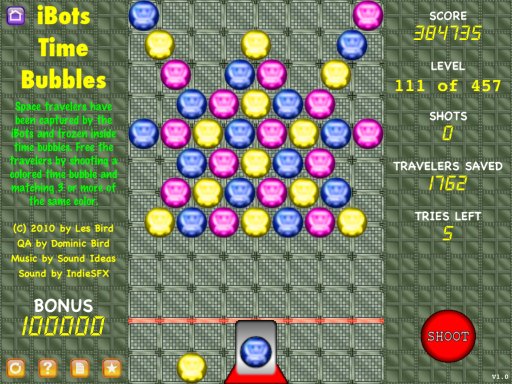 iBots
Time
Bubbles
Space travelers have
been captured by the
iBots and frozen inside
time bubbles. Free the
travelers by shooting a
colored time bubble and
matching 3 or more of
the same color.
(C) 2010 by Les Bird
QA by Dominic Bird
Music by Sound Ideas
Sound by IndieSFX
BONUS
100000
?
SCORE
384735
LEVEL
111 of 457
SHOTS
0
TRAVELERS SAVED
1762
TRIES LEFT
5
SHOOT
V1.0